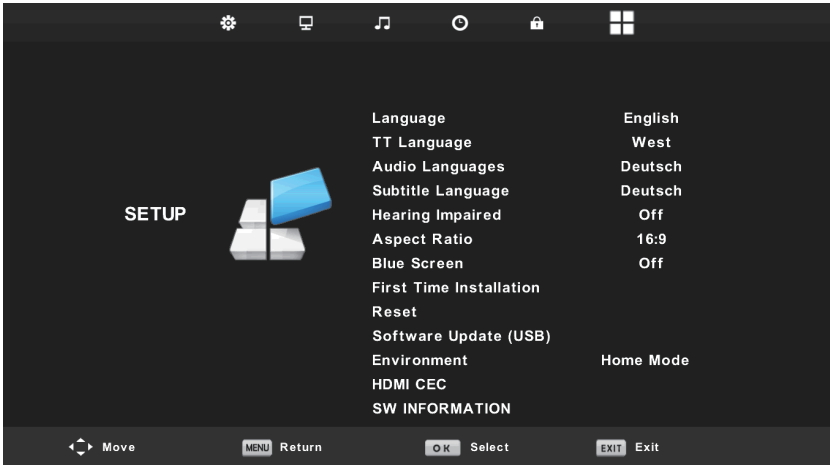 Language English
TT Language West
Audio Languages Deutsch
Subtitle Language Deutsch
SETUP
Hearing Impaired Off
Aspect Ratio 16:9
Blue Screen Off
First Time Installation
Reset
Software Update (USB)
Environment Home Mode
HDMI CEC
SW INFORMATION
Move MENU Return OK Select EXIT Exit